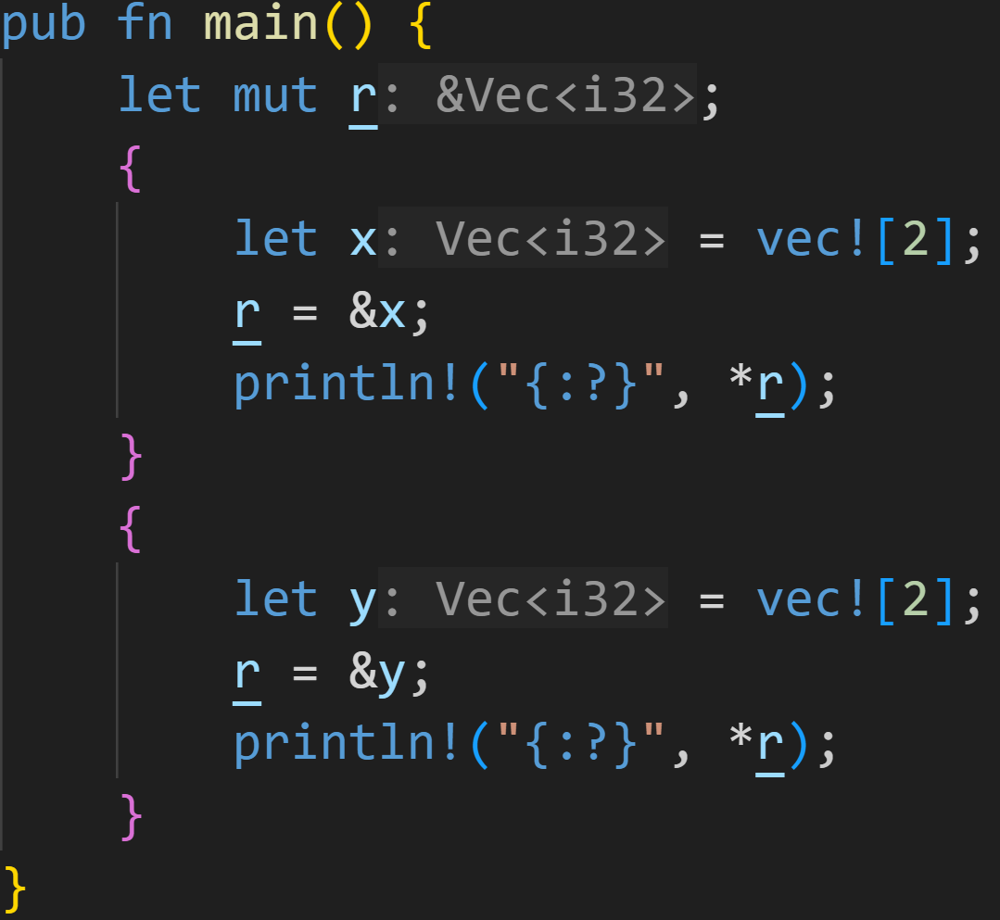 pub fn main() {
    let mut r: &Vec<i32>;
    {
        let x: Vec<i32> = vec![2];
        r = &x;
        println!("{:?}", *r);
    }
    {
        let y: Vec<i32> = vec![2];
        r = &y;
        println!("{:?}", *r);
    }
}